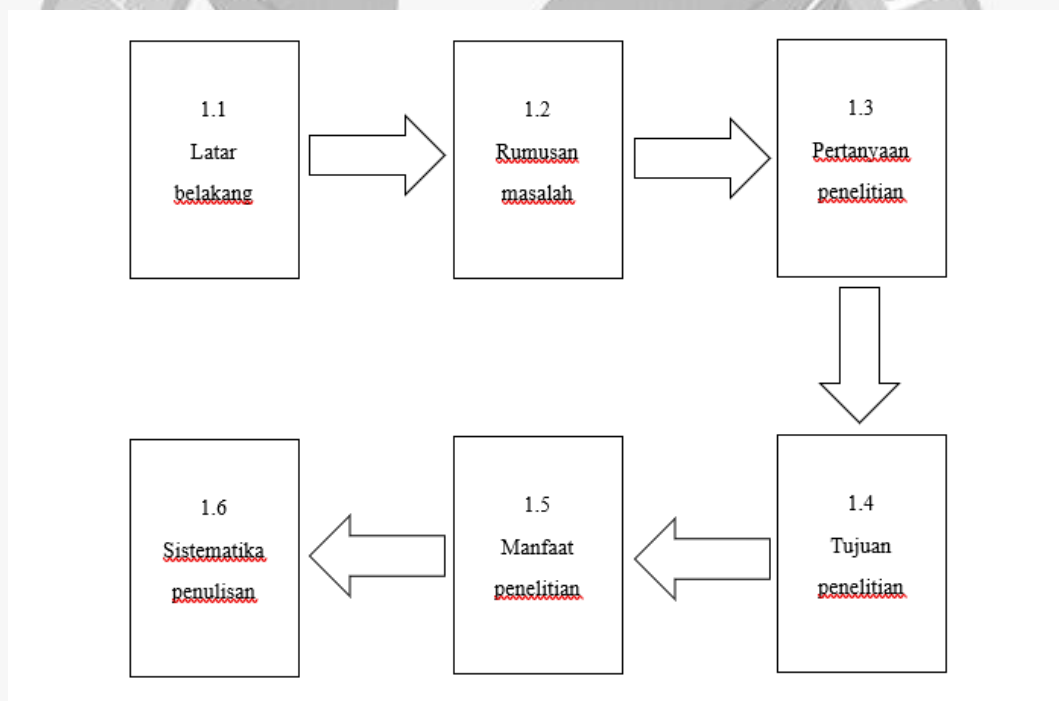 1.1
Latar
belakang
1.2
Rumusan
masalah
1.3
Pertanyaan
penelitian
1.4
Tujuan
penelitian
1.5
Manfaat
penelitian
1.6
Sistematika
penulisan